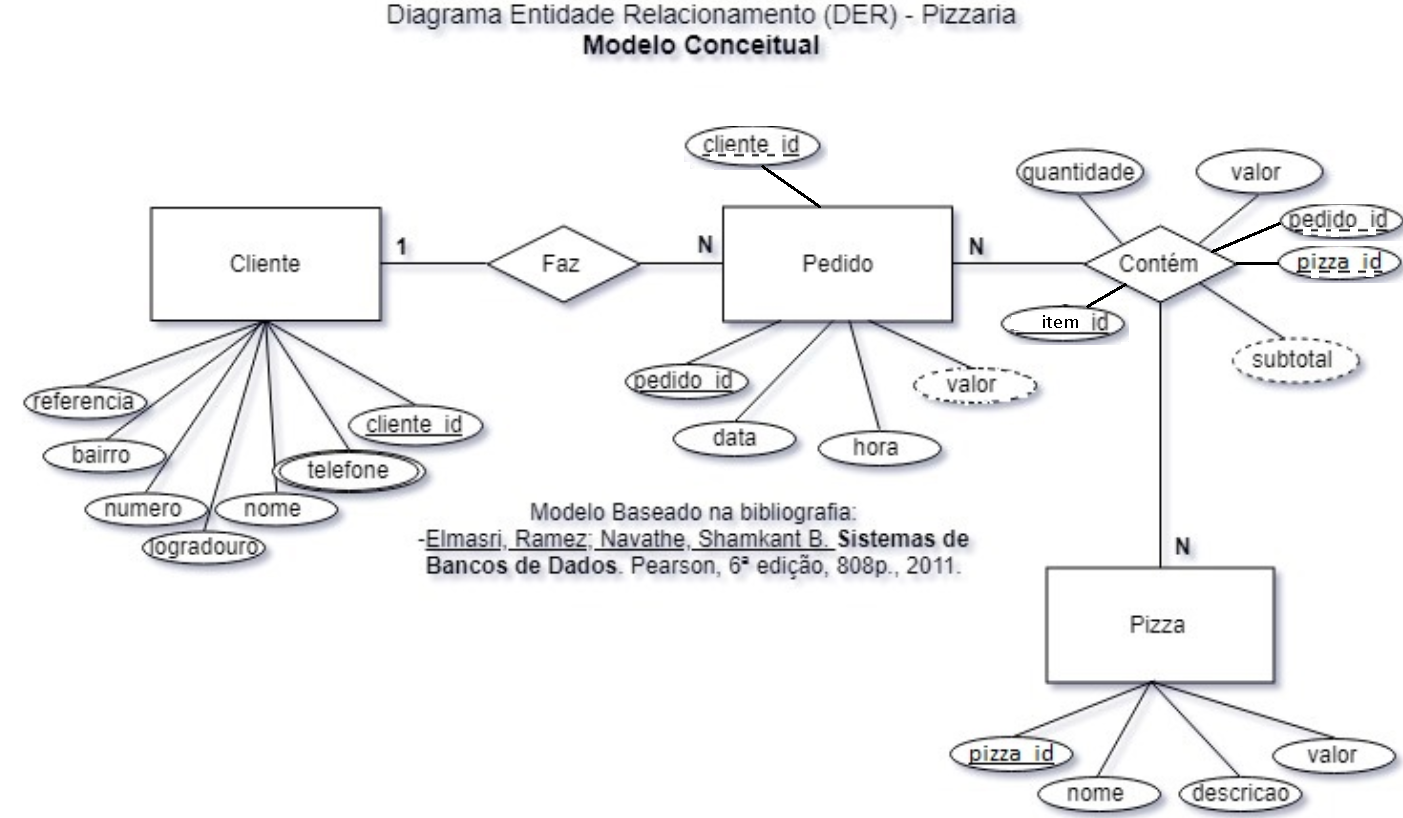 Diagrama Entidade Relacionamento (DER) - Pizzaria
Modelo Conceitual
cliente_id
quantidade
valor
pedido_id
pizza_id
Cliente
1
Faz
N
Pedido
N
Contém
item_id
subtotal
referencia
bairro
numero
logradouro
nome
telefone
cliente_id
pedido_id
data
hora
valor
Modelo Baseado na bibliografia:
-Elmasri, Ramez; Navathe, Shamkant B. Sistemas de
Bancos de Dados. Pearson, 6ª edição, 808p., 2011.
N
Pizza
pizza_id
nome
descricao
valor